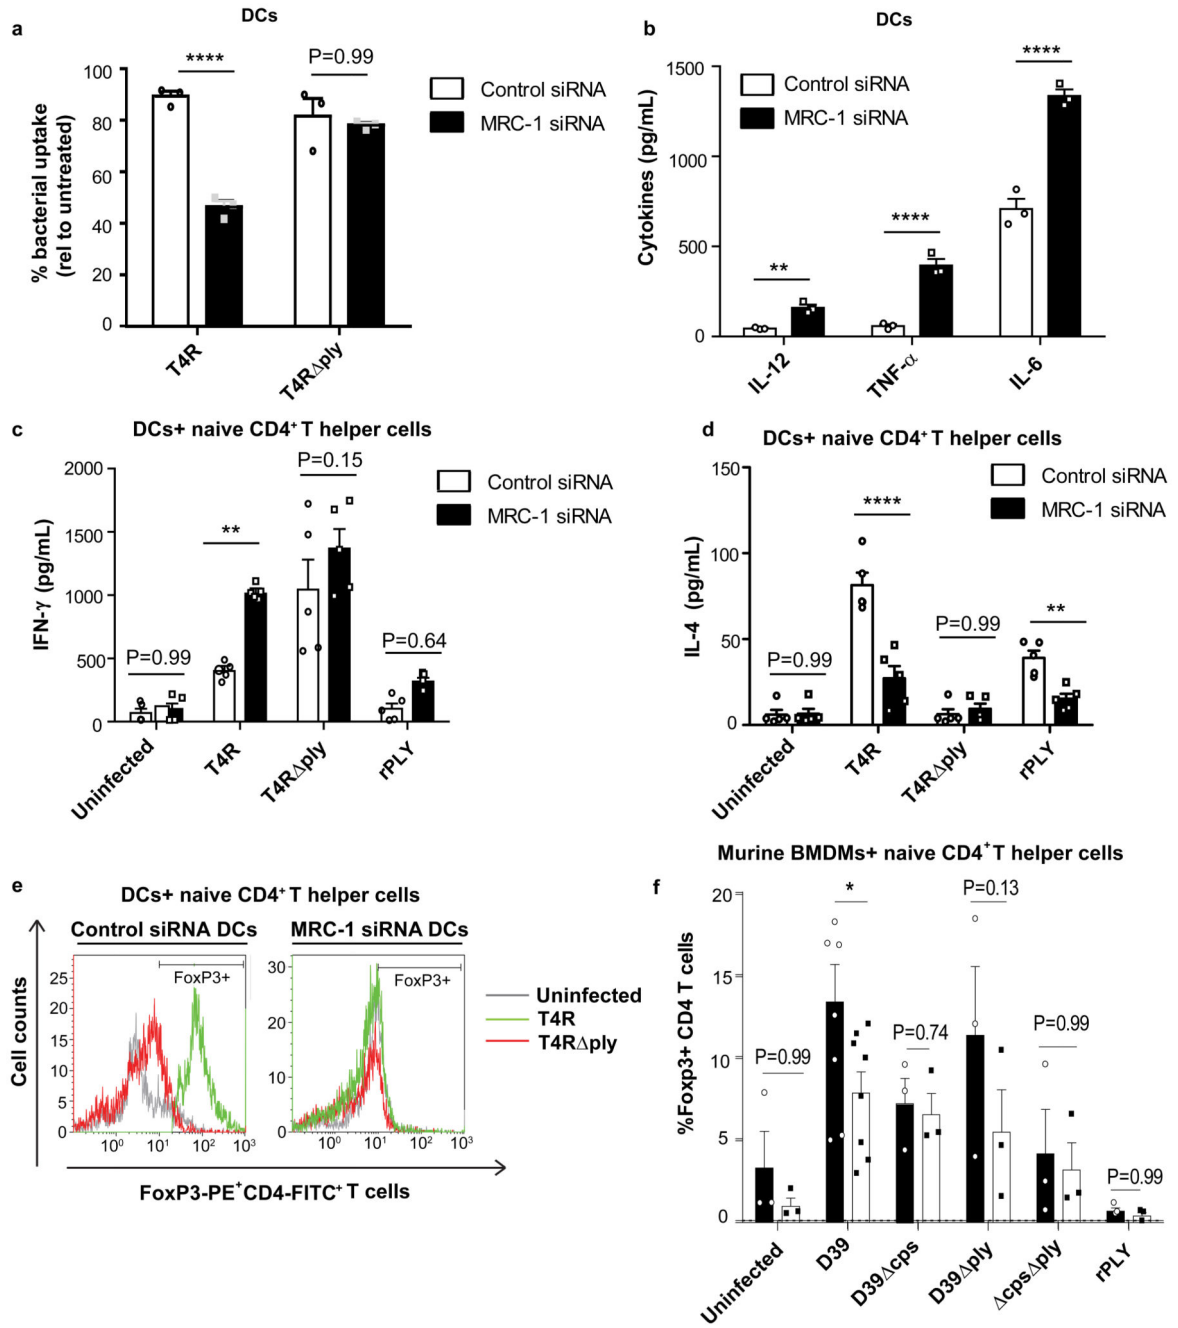 a
DCs
% bacterial uptake
(rel to untreated)
100
80
60
40
20
0
****
P=0.99
Control siRNA
MRC-1 siRNA
T4R
T4RΔply
b
DCs
Cytokines (pg/mL)
1500
1000
500
0
Control siRNA
MRC-1 siRNA
**
****
****
IL-12
TNF-α
IL-6
c
DCs+ naive CD4⁺ T helper cells
IFN-γ (pg/mL)
2000
1500
1000
500
0
P=0.99
**
P=0.15
P=0.64
Control siRNA
MRC-1 siRNA
Uninfected
T4R
T4RΔply
rPLY
d
DCs+ naive CD4⁺ T helper cells
IL-4 (pg/mL)
150
100
50
0
P=0.99
****
P=0.99
**
Control siRNA
MRC-1 siRNA
Uninfected
T4R
T4RΔply
rPLY
e
DCs+ naive CD4⁺ T helper cells
Control siRNA DCs
MRC-1 siRNA DCs
Cell counts
25
20
15
10
5
0
FoxP3+
10⁰ 10¹ 10² 10³
30
20
10
0
FoxP3+
10⁰ 10¹ 10² 10³
Uninfected
T4R
T4RΔply
FoxP3-PE⁺CD4-FITC⁺ T cells
f
Murine BMDMs+ naive CD4⁺T helper cells
%Foxp3+ CD4 T cells
20
15
10
5
0
P=0.99
*
P=0.74
P=0.13
P=0.99
P=0.99
Uninfected
D39
D39Δcps
D39Δply
ΔcpsΔply
rPLY